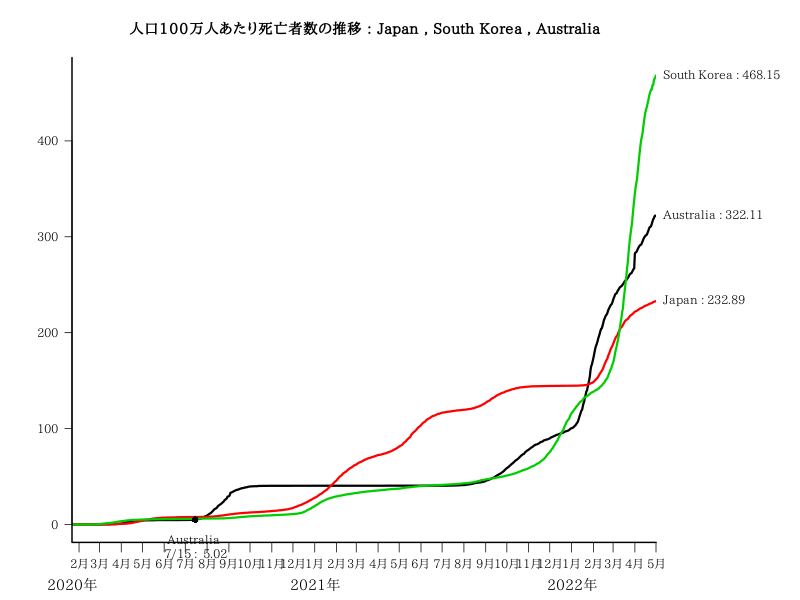 人口100万人あたり死亡者数の推移 : Japan , South Korea , Australia
South Korea : 468.15
400
300
Australia : 322.11
Japan : 232.89
200
100
0
Australia
7/15 : 5.02
2月 3月 4月 5月 6月 7月 8月 9月 10月 11月 12月 1月 2月 3月 4月 5月 6月 7月 8月 9月 10月 11月 12月 1月 2月 3月 4月 5月
2020年 2021年 2022年